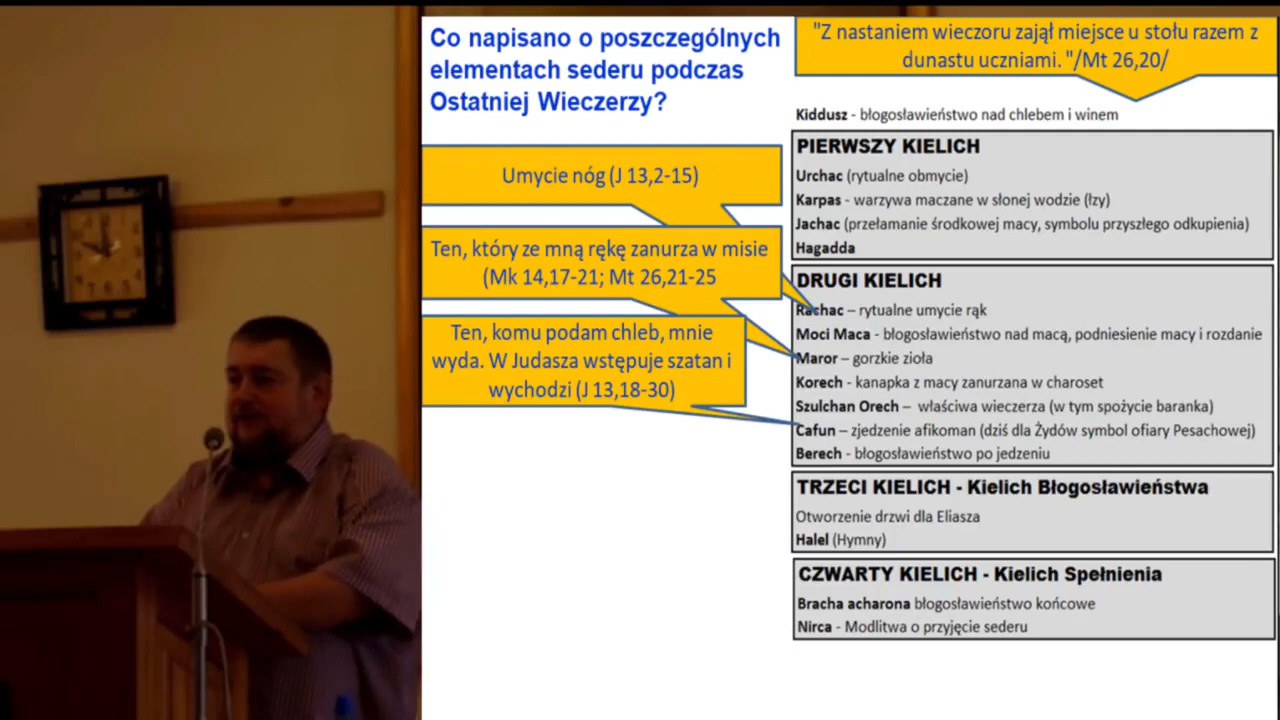 Co napisano o poszczególnych
elementach sederu podczas
Ostatniej Wieczerzy?
"Z nastaniem wieczoru zajął miejsce u stołu razem z
dunastu uczniami. "/Mt 26,20/
Umycie nóg (J 13,2-15)
Ten, który ze mną rękę zanurza w misie
(Mk 14,17-21; Mt 26,21-25
Ten, komu podam chleb, mnie
wyda. W Judasza wstępuje szatan i
wychodzi (J 13,18-30)
Kiddusz - błogosławieństwo nad chlebem i winem
PIERWSZY KIELICH
Urchac (rytualne obmycie)
Karpas - warzywa maczane w słonej wodzie (łzy)
Jachac (przełamanie środkowej macy, symbolu przyszłego odkupienia)
Hagadda
DRUGI KIELICH
Rachac – rytualne umycie rąk
Moci Maca - błogosławieństwo nad macą, podniesienie macy i rozdanie
Maror – gorzkie zioła
Korech - kanapka z macy zanurzana w charoset
Szulchan Orech – właściwa wieczerza (w tym spożycie baranka)
Cafun – zjedzenie afikoman (dziś dla Żydów symbol ofiary Pesachowej)
Berech - błogosławieństwo po jedzeniu
TRZECI KIELICH - Kielich Błogosławieństwa
Otworzenie drzwi dla Eliasza
Halel (Hymny)
CZWARTY KIELICH - Kielich Spełnienia
Bracha acharona błogosławieństwo końcowe
Nirca - Modlitwa o przyjęcie sederu